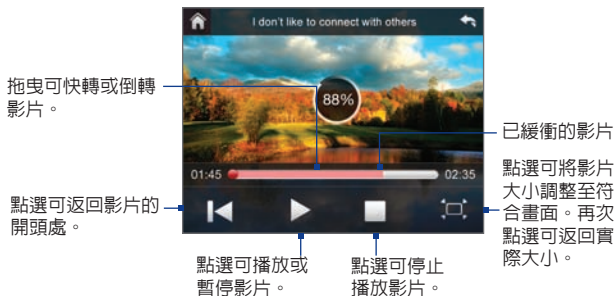 I don't like to connect with others
拖曳可快轉或倒轉
影片。
88%
已緩衝的影片
01:45
02:35
點選可將影片
大小調整至符
合畫面。再次
點選可返回實
際大小。
點選可返回影片的
開頭處。
點選可播放或
暫停影片。
點選可停止
播放影片。